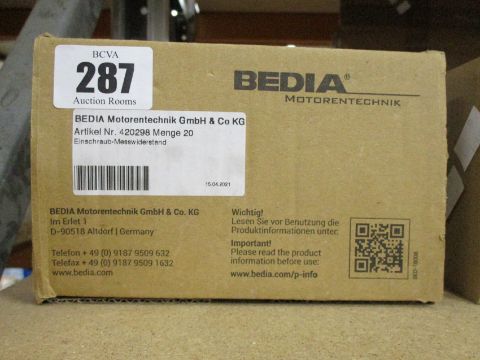 BCVA
287
Auction Rooms
BEDIA®
MOTORENTECHNIK
BEDIA Motorentechnik GmbH & Co KG
Artikel Nr. 420298 Menge 20
Einschraub-Messwiderstand
15.04.2021
BEDIA Motorentechnik GmbH & Co. KG
Im Erlet 1
D-90518 Altdorf | Germany
Telefon + 49 (0) 9187 9509 632
Telefax + 49 (0) 9187 9509 1632
www.bedia.com
Wichtig!
Lesen Sie vor Benutzung die
Produktinformationen unter:
Important!
Please read the product
information before use:
www.bedia.com/p-info